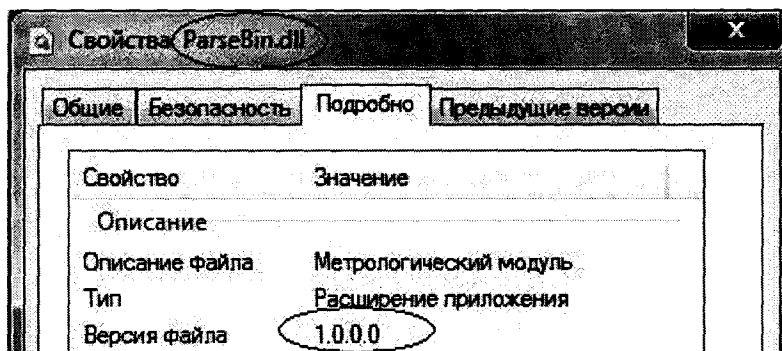 Свойства: ParseBin.dll
X
Общие Безопасность Подробно Предыдущие версии
Свойство Значение
Описание
Описание файла Метрологический модуль
Тип Расширение приложения
Версия файла 1.0.0.0